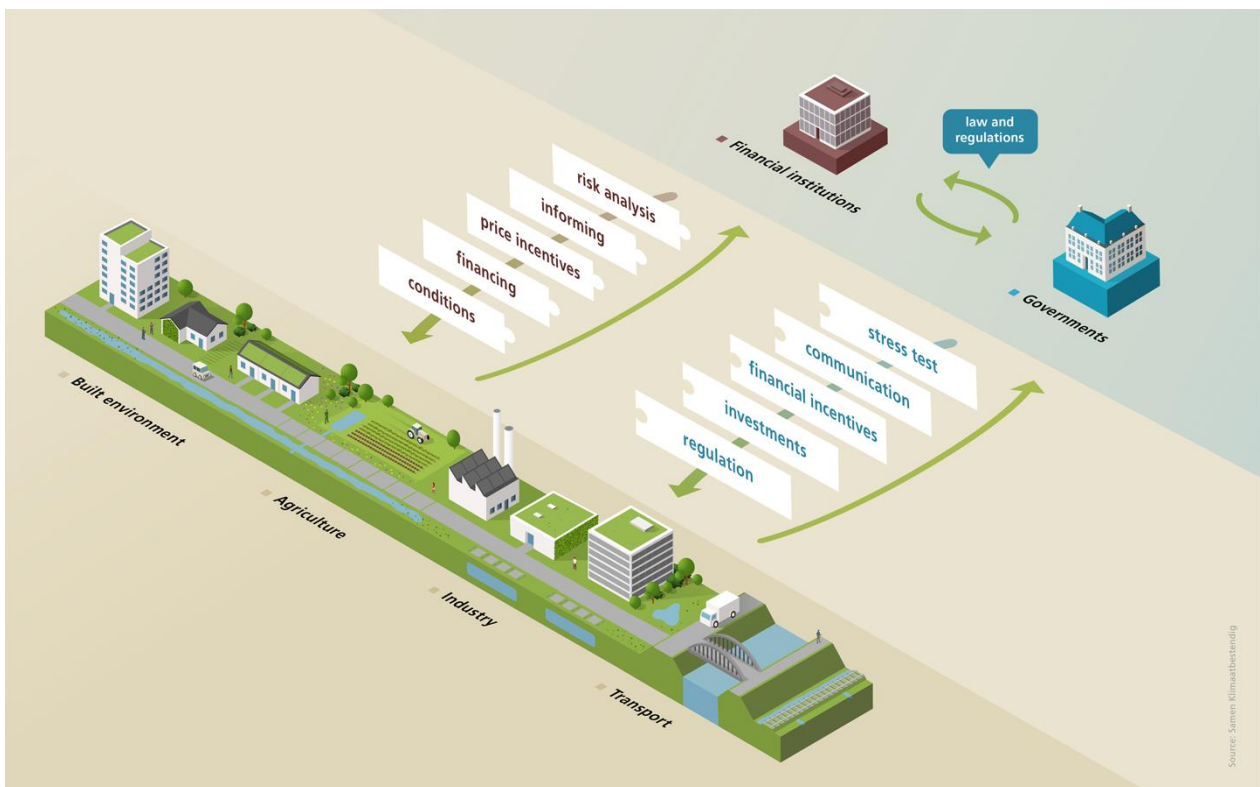 law and
regulations
Financial institutions
Governments
risk analysis
informing
price incentives
financing
conditions
stress test
communication
financial incentives
investments
regulation
Built environment
Agriculture
Industry
Transport
Source: Samen Klimaatbestendig